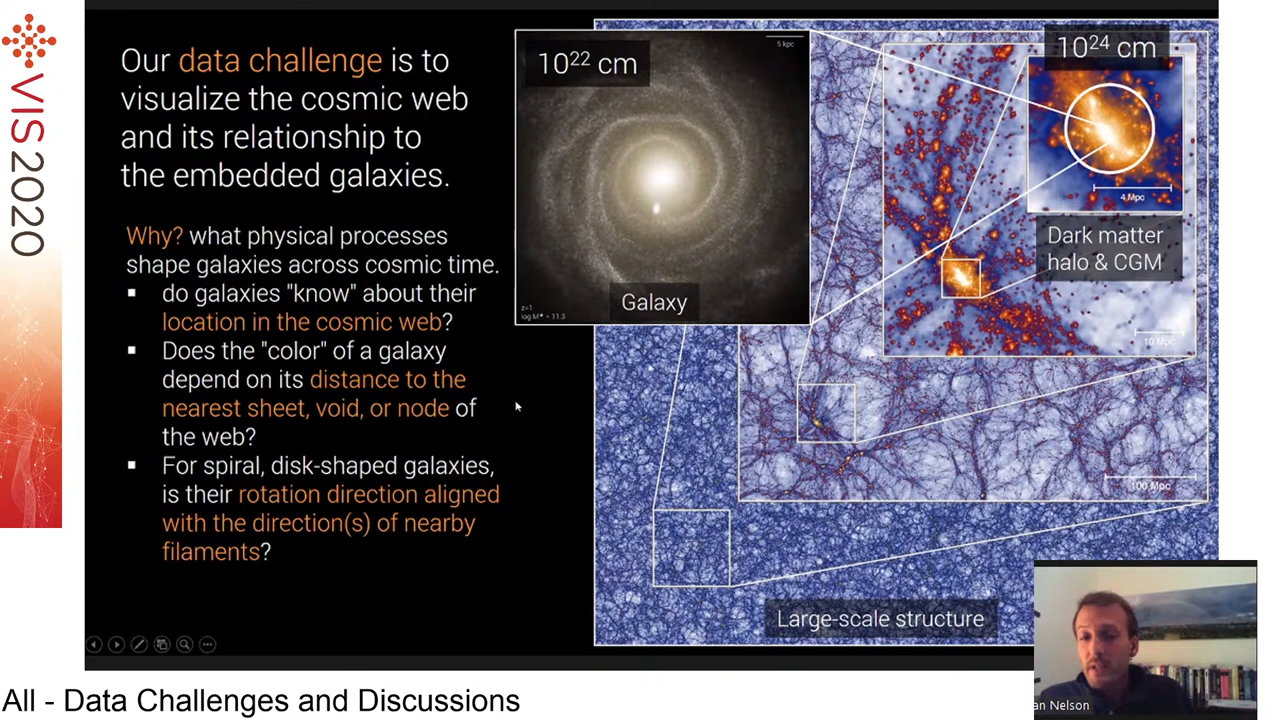 VIS2020
Our data challenge is to
visualize the cosmic web
and its relationship to
the embedded galaxies.
Why? what physical processes
shape galaxies across cosmic time.
do galaxies "know" about their
location in the cosmic web?
Does the "color" of a galaxy
depend on its distance to the
nearest sheet, void, or node of
the web?
For spiral, disk-shaped galaxies,
is their rotation direction aligned
with the direction(s) of nearby
filaments?
10²² cm
5 kpc
Galaxy
z=1
log M* = 11.3
10²⁴ cm
4 Mpc
Dark matter
halo & CGM
10 Mpc
100 Mpc
Large-scale structure
an Nelson
All - Data Challenges and Discussions